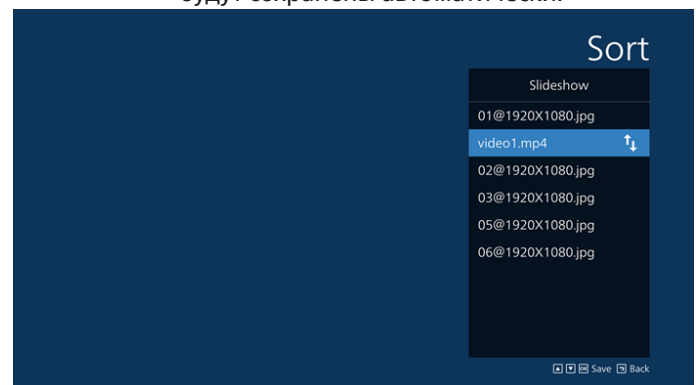 будут сохранены автоматически.
Sort
Slideshow
01@1920X1080.jpg
video1.mp4
02@1920X1080.jpg
03@1920X1080.jpg
05@1920X1080.jpg
06@1920X1080.jpg
OK Save Back